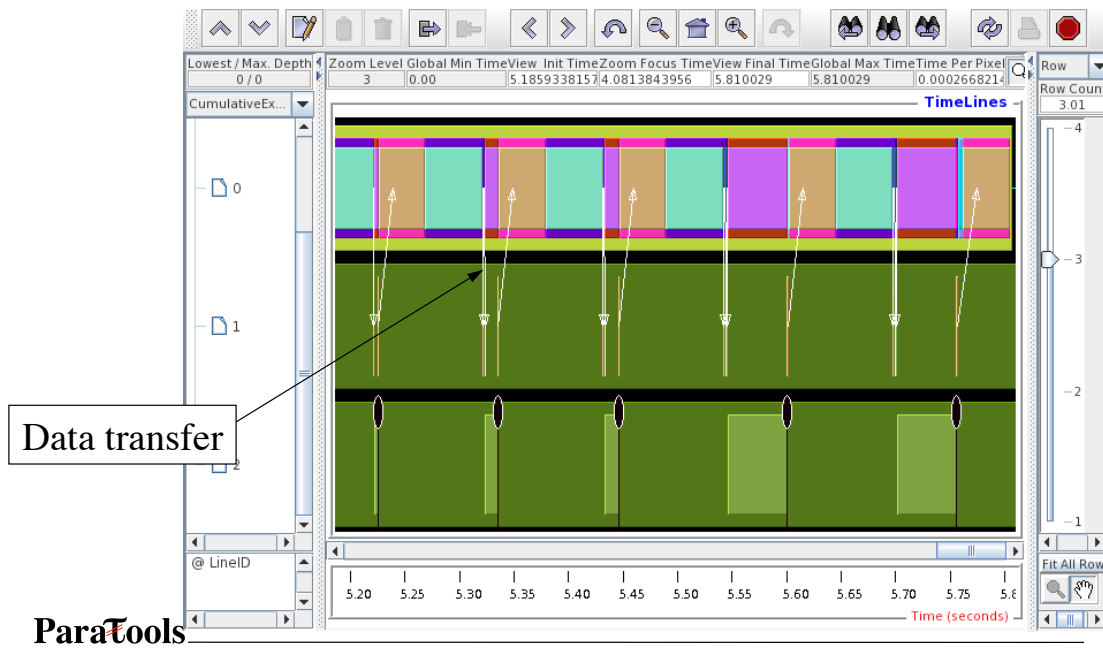 Lowest / Max. Depth
Zoom Level Global Min Time View Init Time Zoom Focus Time View Final Time Global Max Time Time Per Pixel
Row
0 / 0
3 0.00 5.1859338157 4.0813843956 5.810029 5.810029 0.0002668214
Row Coun
3.01
CumulativeEx...
TimeLines
4
0
3
1
2
Data transfer
2
1
@ LineID
Fit All Row
5.20 5.25 5.30 5.35 5.40 5.45 5.50 5.55 5.60 5.65 5.70 5.75 5.8
Time (seconds)
ParaTools